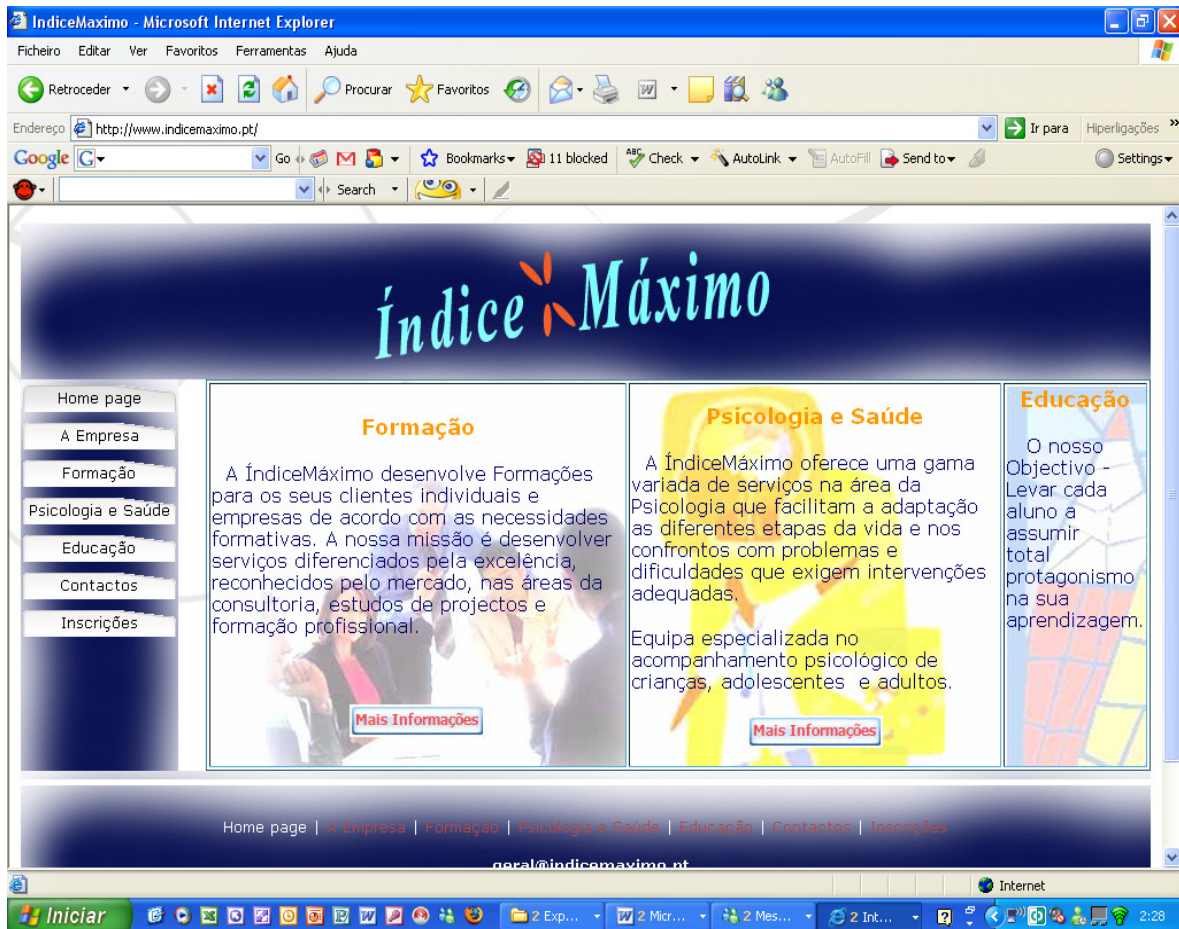 IndiceMaximo - Microsoft Internet Explorer
Ficheiro Editar Ver Favoritos Ferramentas Ajuda
Retroceder Procurar Favoritos
Endereço http://www.indicemaximo.pt/ Ir para Hiperligações »
Google G Go Bookmarks 11 blocked ABC Check AutoLink AutoFill Send to Settings
Search
Índice Máximo
Home page
A Empresa
Formação
Psicologia e Saúde
Educação
Contactos
Inscrições
Formação
A ÍndiceMáximo desenvolve Formações
para os seus clientes individuais e
empresas de acordo com as necessidades
formativas. A nossa missão é desenvolver
serviços diferenciados pela excelência,
reconhecidos pelo mercado, nas áreas da
consultoria, estudos de projectos e
formação profissional.
Mais Informações
Psicologia e Saúde
A ÍndiceMáximo oferece uma gama
variada de serviços na área da
Psicologia que facilitam a adaptação
as diferentes etapas da vida e nos
confrontos com problemas e
dificuldades que exigem intervenções
adequadas.
Equipa especializada no
acompanhamento psicológico de
crianças, adolescentes e adultos.
Mais Informações
Educação
O nosso
Objectivo -
Levar cada
aluno a
assumir
total
protagonismo
na sua
aprendizagem.
Home page | A Empresa | Formação | Psicologia e Saúde | Educação | Contactos | Inscrições
geral@indicemaximo.pt
Internet
Iniciar 2 Exp... 2 Micr... 2 Mes... 2 Int... 2:28